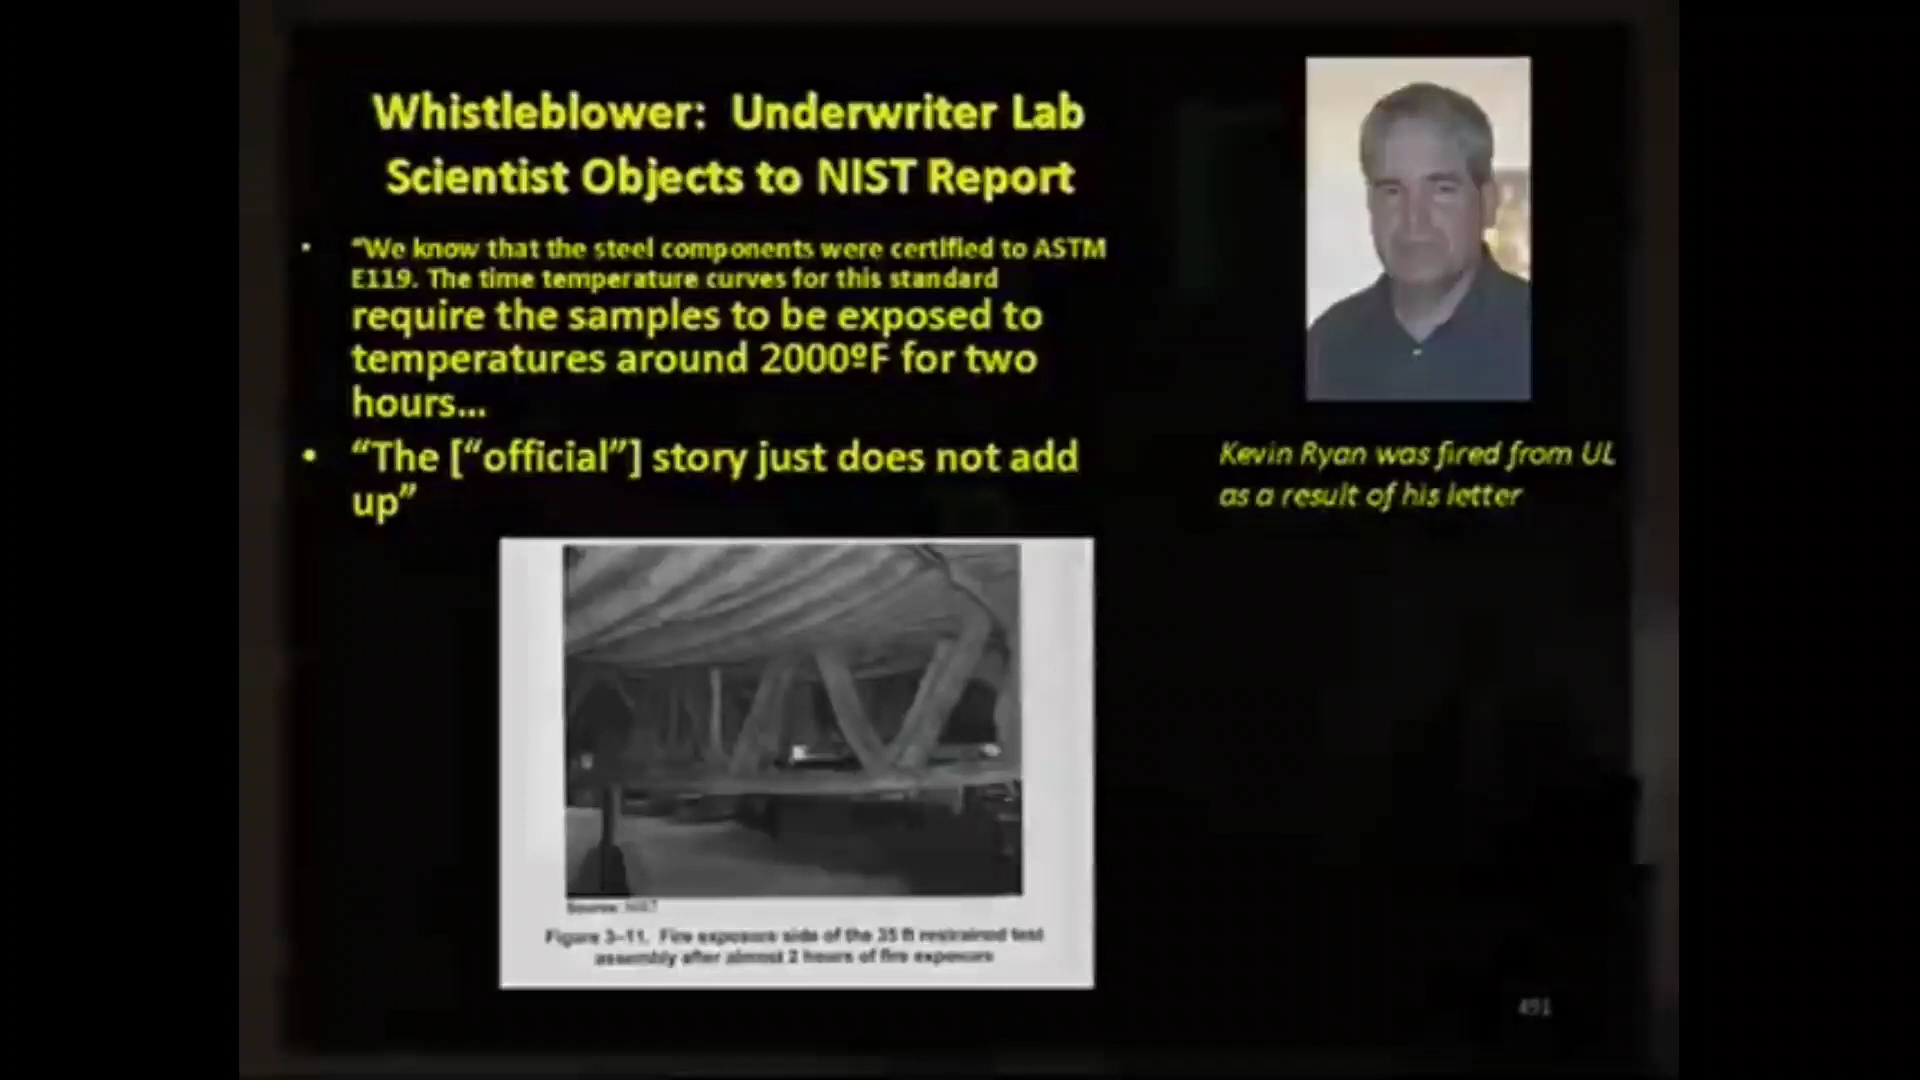 Whistleblower: Underwriter Lab
Scientist Objects to NIST Report
• “We know that the steel components were certified to ASTM
E119. The time temperature curves for this standard
require the samples to be exposed to
temperatures around 2000ºF for two
hours...
• “The [“official”] story just does not add
up”
Kevin Ryan was fired from UL
as a result of his letter
Source: NIST
Figure 3–11. Fire exposure side of the 35 ft restrained test
assembly after almost 2 hours of fire exposure
491